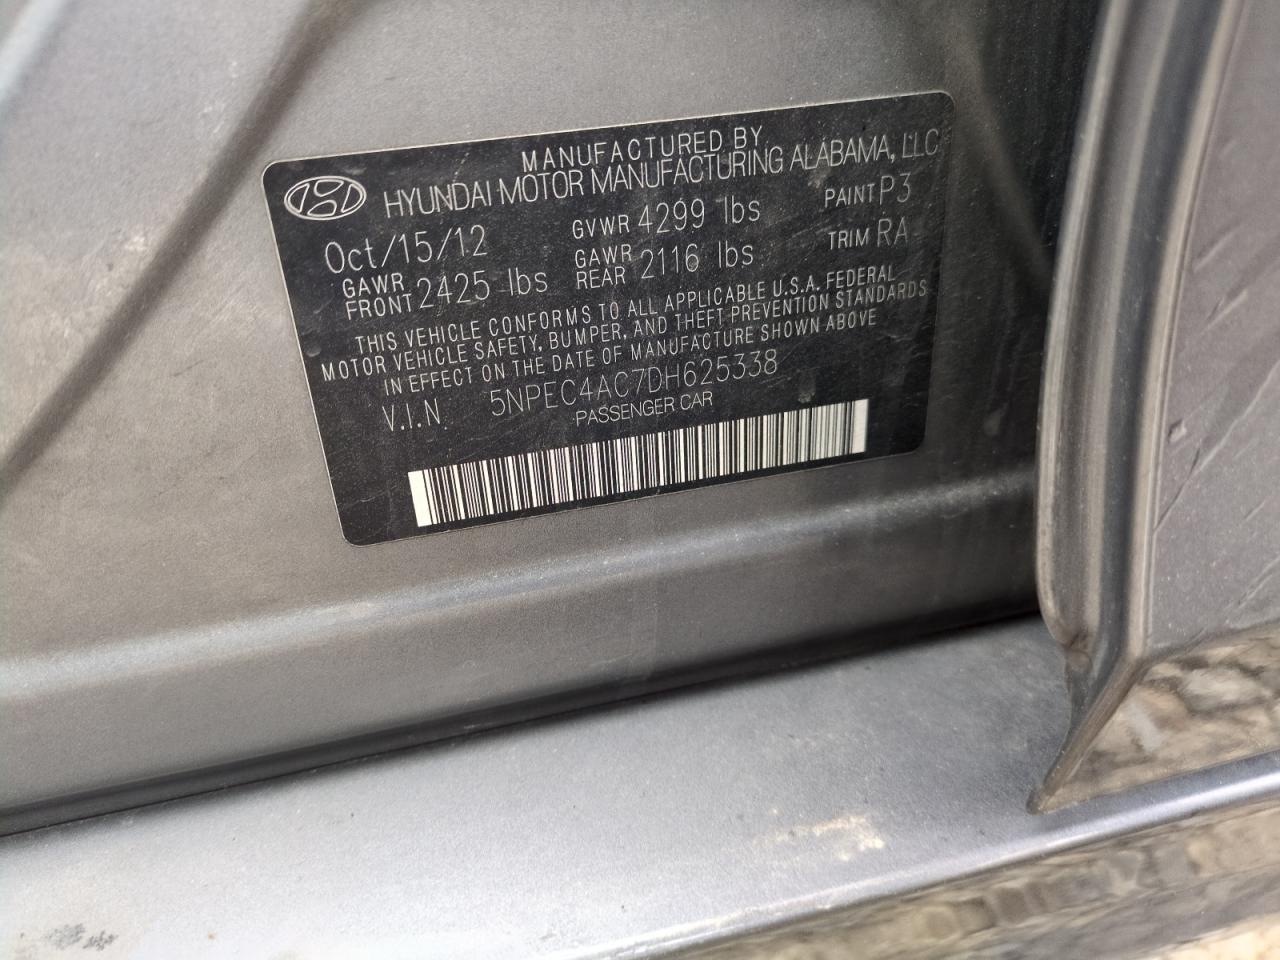 MANUFACTURED BY
HYUNDAI MOTOR MANUFACTURING ALABAMA, LLC
Oct/15/12 GVWR 4299 lbs PAINT P3
GAWR FRONT 2425 lbs GAWR REAR 2116 lbs TRIM RA
THIS VEHICLE CONFORMS TO ALL APPLICABLE U.S.A. FEDERAL
MOTOR VEHICLE SAFETY, BUMPER, AND THEFT PREVENTION STANDARDS
IN EFFECT ON THE DATE OF MANUFACTURE SHOWN ABOVE
V.I.N. 5NPEC4AC7DH625338
PASSENGER CAR